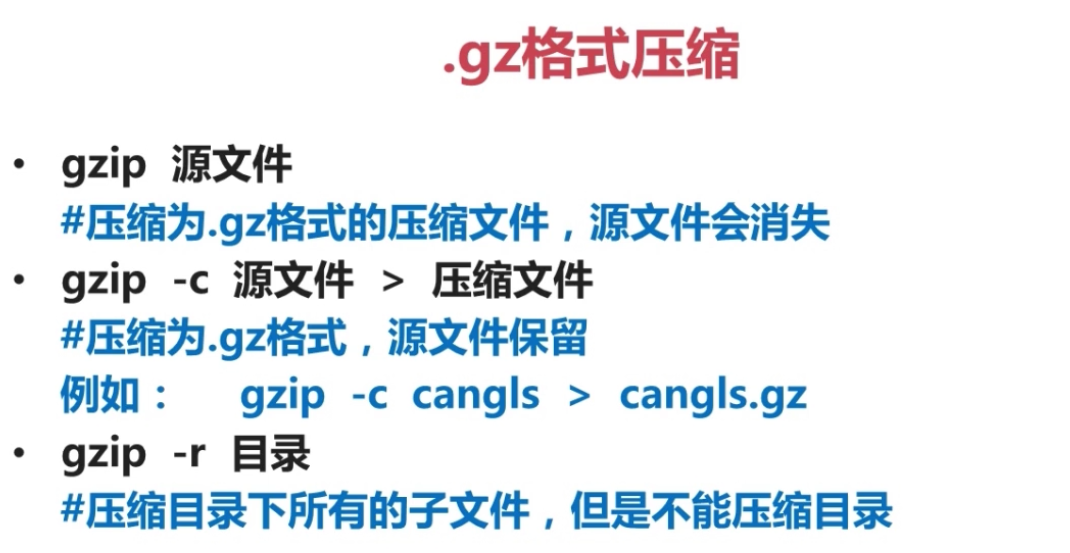 .gz格式压缩
• gzip 源文件
#压缩为.gz格式的压缩文件，源文件会消失
• gzip -c 源文件 > 压缩文件
#压缩为.gz格式，源文件保留
例如： gzip -c cangls > cangls.gz
• gzip -r 目录
#压缩目录下所有的子文件，但是不能压缩目录